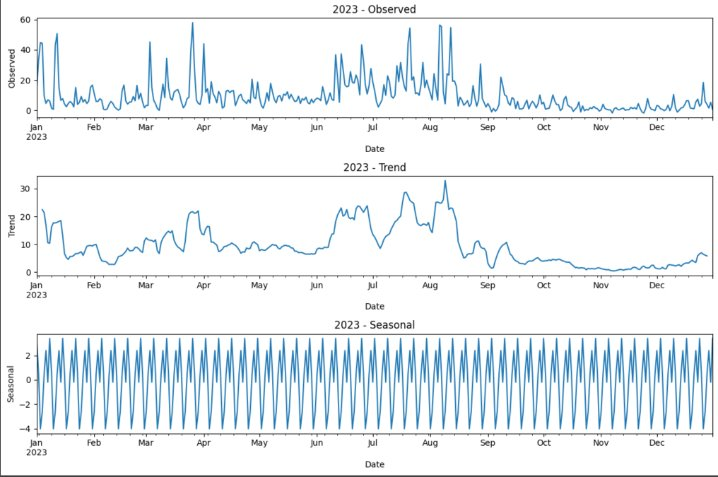 2023 - Observed
60
40
20
0
Observed
Jan Feb Mar Apr May Jun Jul Aug Sep Oct Nov Dec
2023
Date
2023 - Trend
30
20
10
0
Trend
Jan Feb Mar Apr May Jun Jul Aug Sep Oct Nov Dec
2023
Date
2023 - Seasonal
2
0
−2
−4
Seasonal
Jan Feb Mar Apr May Jun Jul Aug Sep Oct Nov Dec
2023
Date